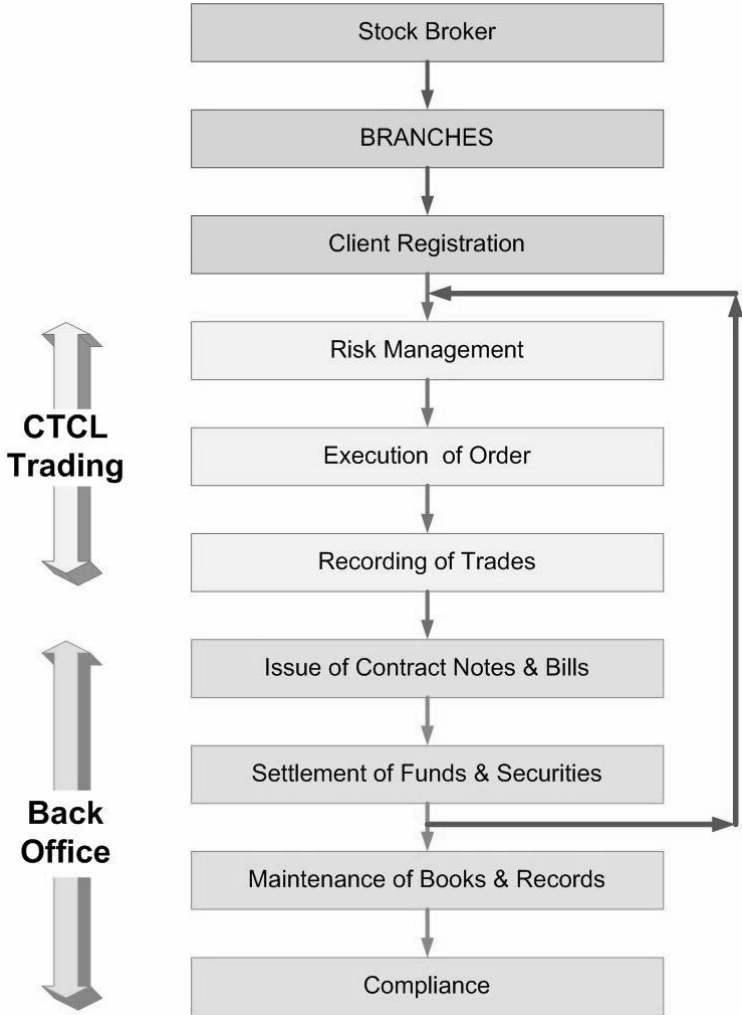 Stock Broker
BRANCHES
Client Registration
Risk Management
CTCL
Trading
Execution of Order
Recording of Trades
Issue of Contract Notes & Bills
Settlement of Funds & Securities
Back
Office
Maintenance of Books & Records
Compliance